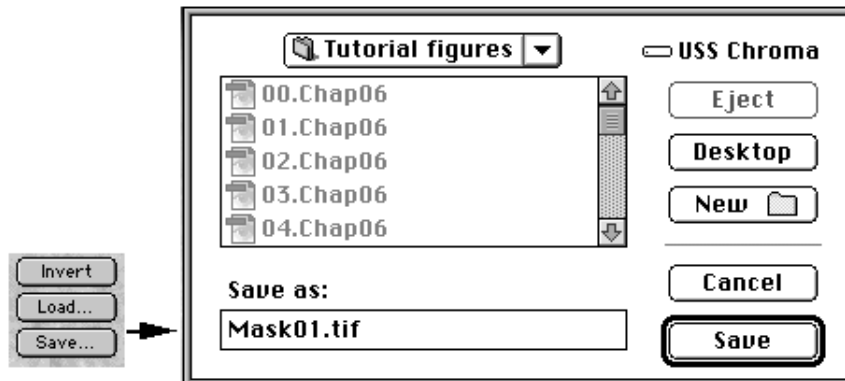 Tutorial figures
USS Chroma
00.Chap06
01.Chap06
02.Chap06
03.Chap06
04.Chap06
Eject
Desktop
New
Invert
Load...
Save...
Save as:
Mask01.tif
Cancel
Save